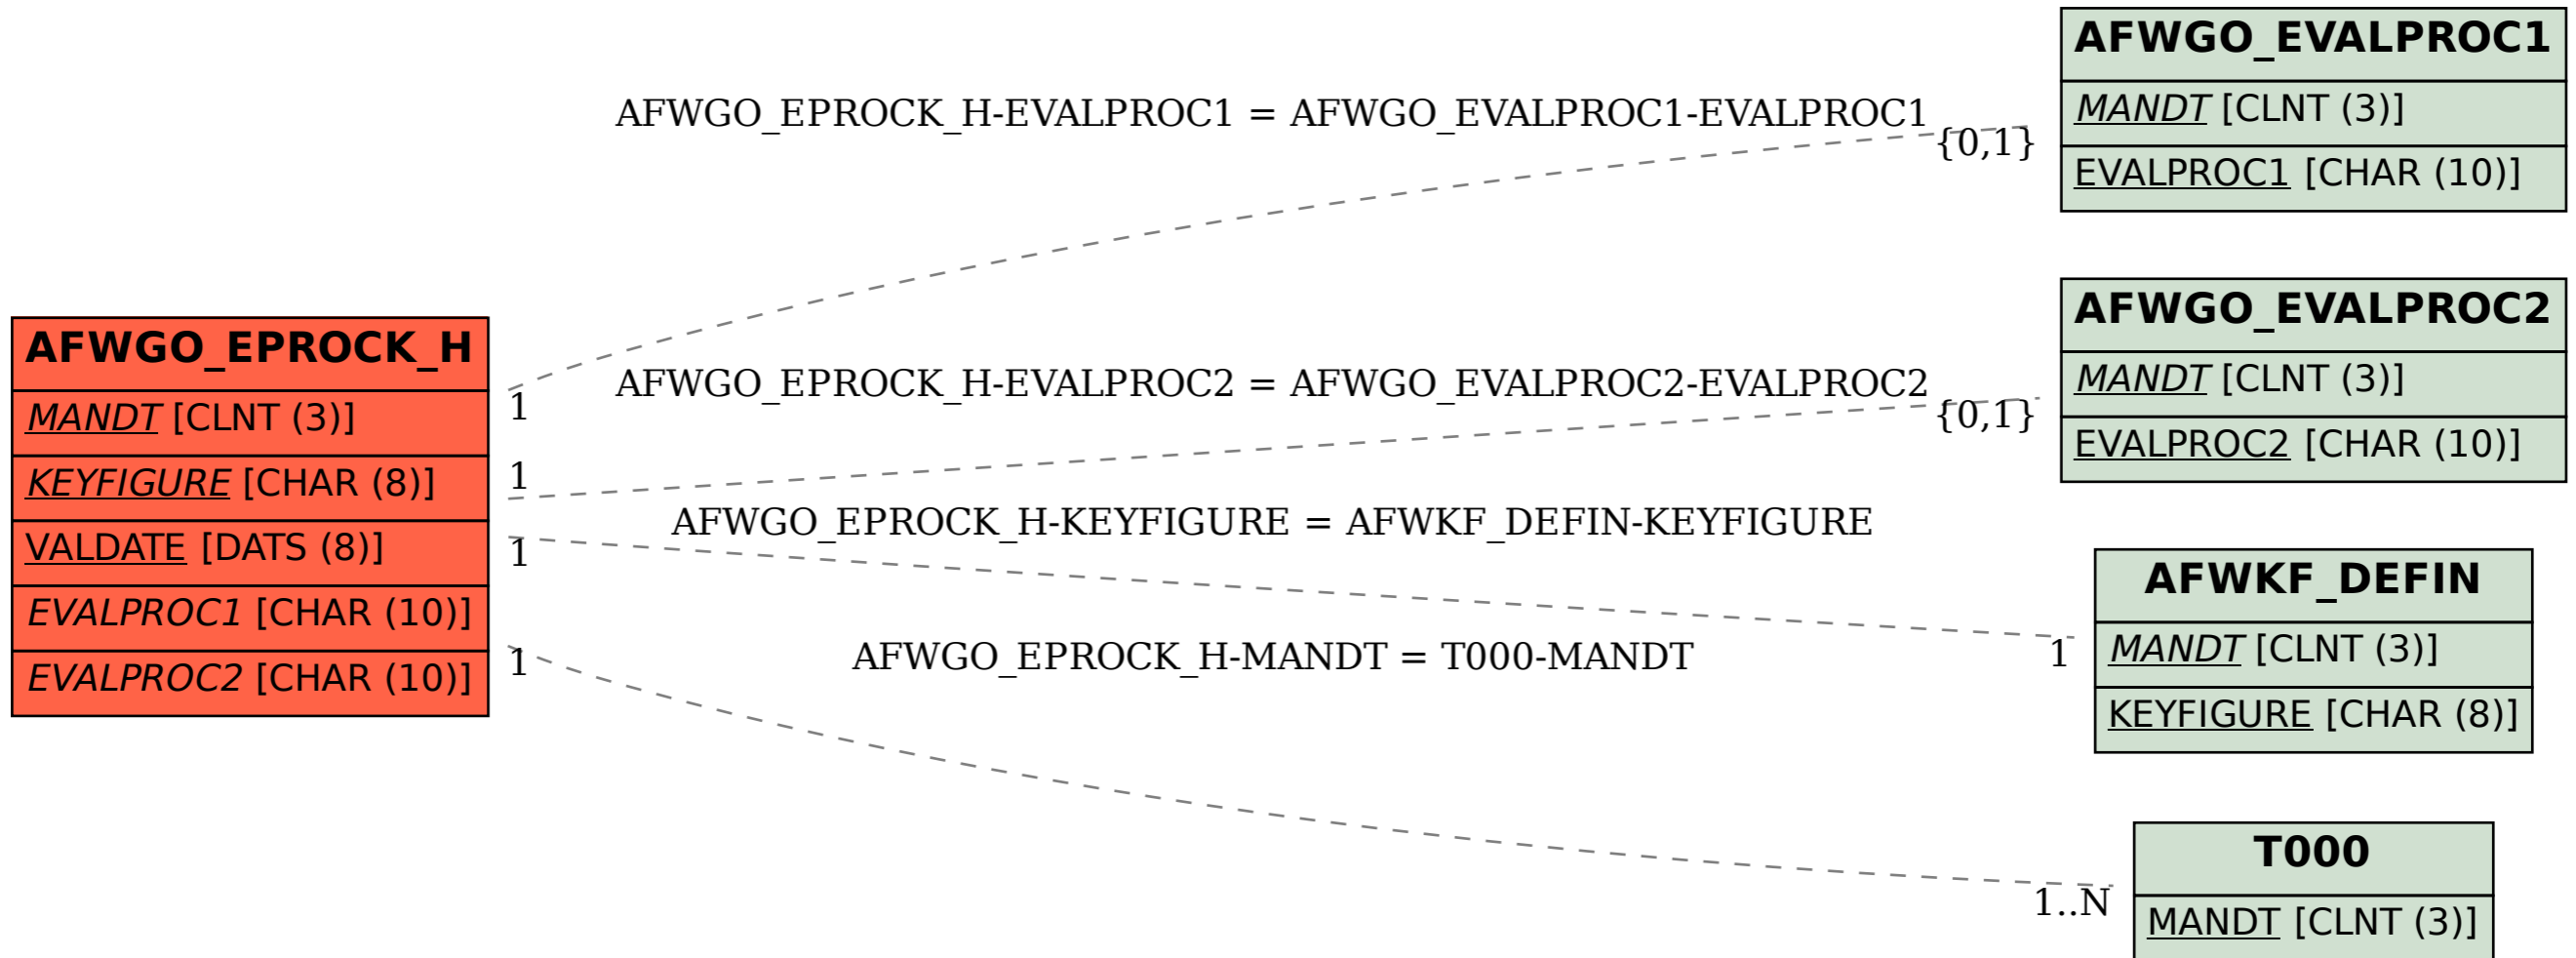 AFWGO_EPROCK_H
MANDT [CLNT (3)]
KEYFIGURE [CHAR (8)]
VALDATE [DATS (8)]
EVALPROC1 [CHAR (10)]
EVALPROC2 [CHAR (10)]
AFWGO_EPROCK_H-EVALPROC1 = AFWGO_EVALPROC1-EVALPROC1
{0,1}
1
AFWGO_EPROCK_H-EVALPROC2 = AFWGO_EVALPROC2-EVALPROC2
{0,1}
1
AFWGO_EPROCK_H-KEYFIGURE = AFWKF_DEFIN-KEYFIGURE
1
1
AFWGO_EPROCK_H-MANDT = T000-MANDT
1
1..N
AFWGO_EVALPROC1
MANDT [CLNT (3)]
EVALPROC1 [CHAR (10)]
AFWGO_EVALPROC2
MANDT [CLNT (3)]
EVALPROC2 [CHAR (10)]
AFWKF_DEFIN
MANDT [CLNT (3)]
KEYFIGURE [CHAR (8)]
T000
MANDT [CLNT (3)]